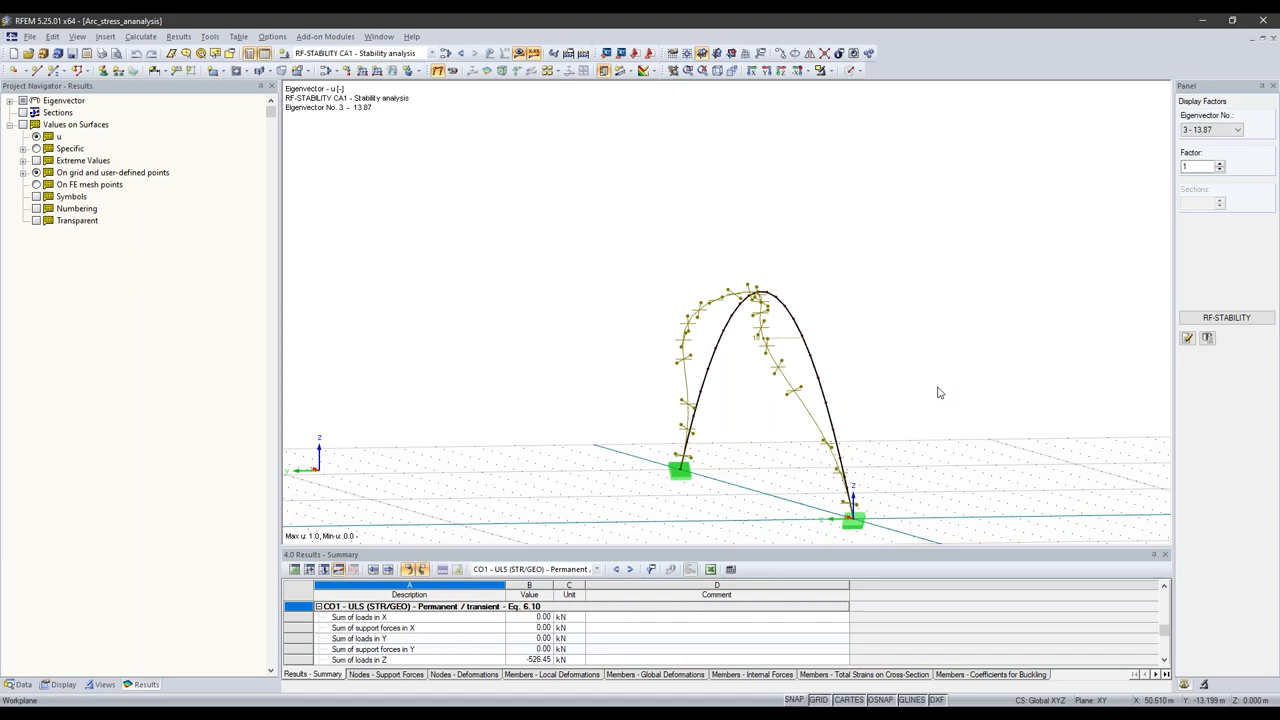 RFEM 5.25.01 x64 - [Arc_stress_ananalysis]
File Edit View Insert Calculate Results Tools Table Options Add-on Modules Window Help
RF-STABILITY CA1 - Stability analysis
Project Navigator - Results
Eigenvector
Sections
Values on Surfaces
u
Specific
Extreme Values
On grid and user-defined points
On FE mesh points
Symbols
Numbering
Transparent
Data Display Views Results
Eigenvector - u [-]
RF-STABILITY CA1 - Stability analysis
Eigenvector No. 3 - 13.87
Z
Y
Z
Y
Max u: 1.0, Min u: 0.0 -
Panel
Display Factors
Eigenvector No.:
3 - 13.87
Factor:
1
Sections:
RF-STABILITY
4.0 Results - Summary
CO1 - ULS (STR/GEO) - Permanent /
A B C D
Description Value Unit Comment
CO1 - ULS (STR/GEO) - Permanent / transient - Eq. 6.10
Sum of loads in X 0.00 kN
Sum of support forces in X 0.00 kN
Sum of loads in Y 0.00 kN
Sum of support forces in Y 0.00 kN
Sum of loads in Z -526.45 kN
Results - Summary Nodes - Support Forces Nodes - Deformations Members - Local Deformations Members - Global Deformations Members - Internal Forces Members - Total Strains on Cross-Section Members - Coefficients for Buckling
Workplane SNAP GRID CARTES OSNAP GLINES DXF CS: Global XYZ Plane: XY X: 50.610 m Y: -13.199 m Z: 0.000 m